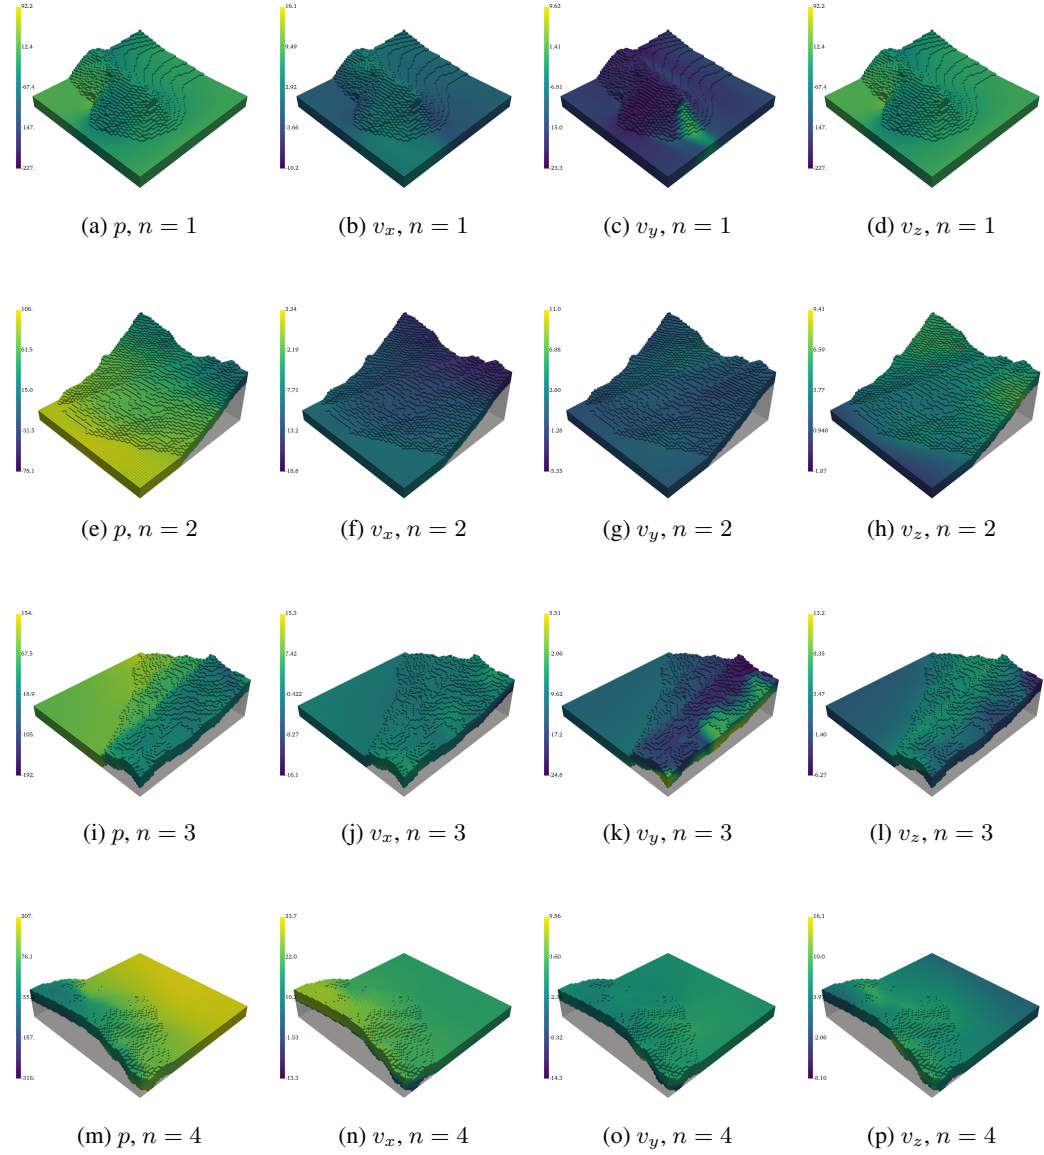 92.2 16.1 9.63 92.2
12.4 9.49 1.41 12.4
-67.4 2.92 -6.81 -67.4
-147. -3.66 -15.0 -147.
-227. -10.2 -23.3 -227.
(a) p, n = 1 (b) vₓ, n = 1 (c) v_y, n = 1 (d) v_z, n = 1
108. 3.34 11.0 9.41
61.5 -2.19 6.88 6.59
15.0 -7.71 2.80 3.77
-31.5 -13.2 -1.28 0.948
-78.1 -18.8 -5.35 -1.87
(e) p, n = 2 (f) vₓ, n = 2 (g) v_y, n = 2 (h) v_z, n = 2
154. 15.3 5.51 13.2
67.5 7.42 -2.06 8.35
-18.9 -0.422 -9.62 3.47
-105. -8.27 -17.2 -1.40
-192. -16.1 -24.8 -6.27
(i) p, n = 3 (j) vₓ, n = 3 (k) v_y, n = 3 (l) v_z, n = 3
207. 33.7 9.56 16.1
76.1 22.0 3.60 10.0
-187. -1.53 -8.32 -2.06
-318. -13.3 -14.3 -8.10
(m) p, n = 4 (n) vₓ, n = 4 (o) v_y, n = 4 (p) v_z, n = 4